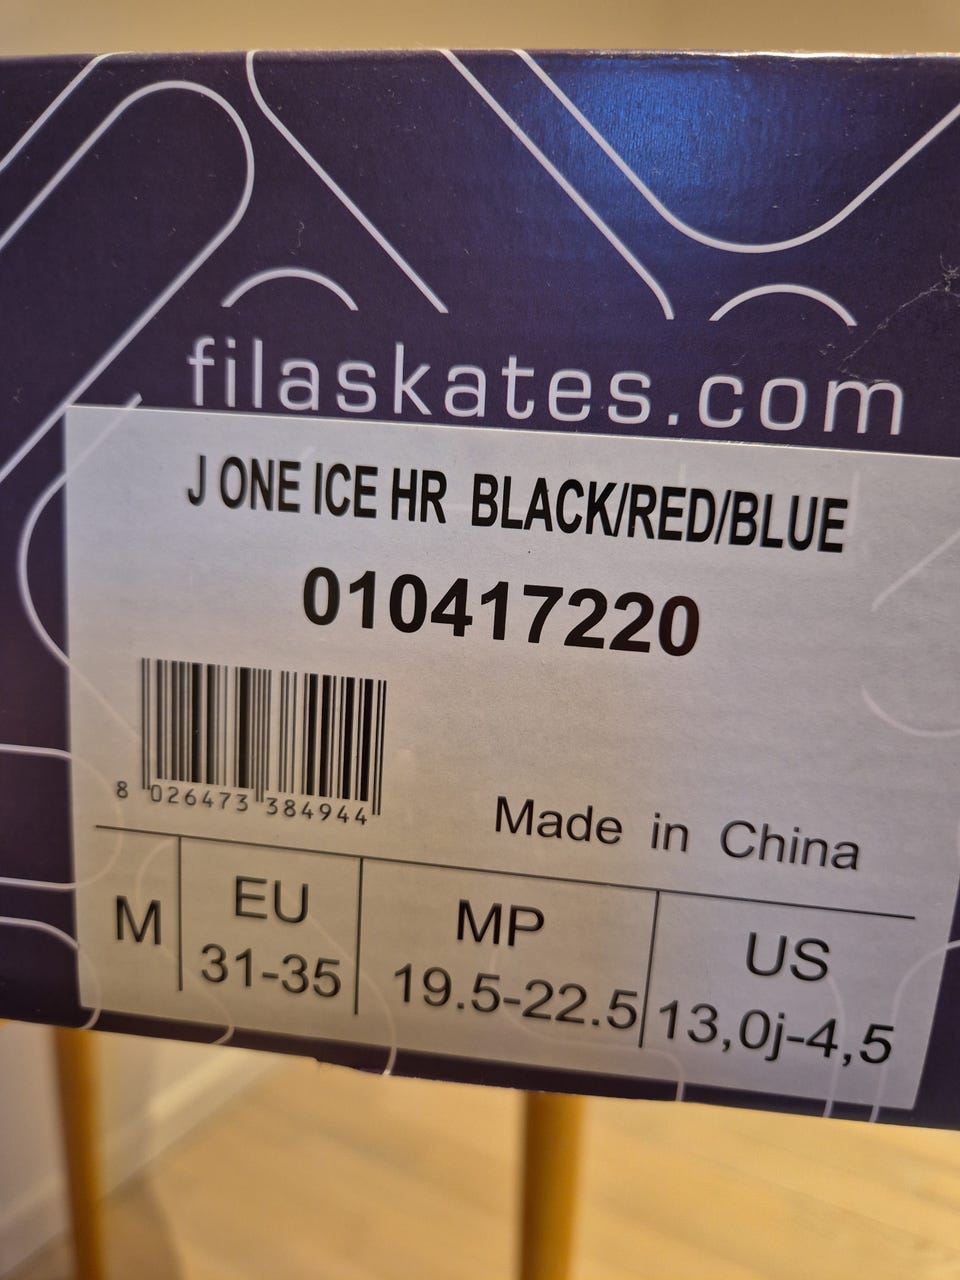 filaskates.com
J ONE ICE HR BLACK/RED/BLUE
010417220
8 026473 384944
Made in China
M
EU
31-35
MP
19.5-22.5
US
13,0j-4,5